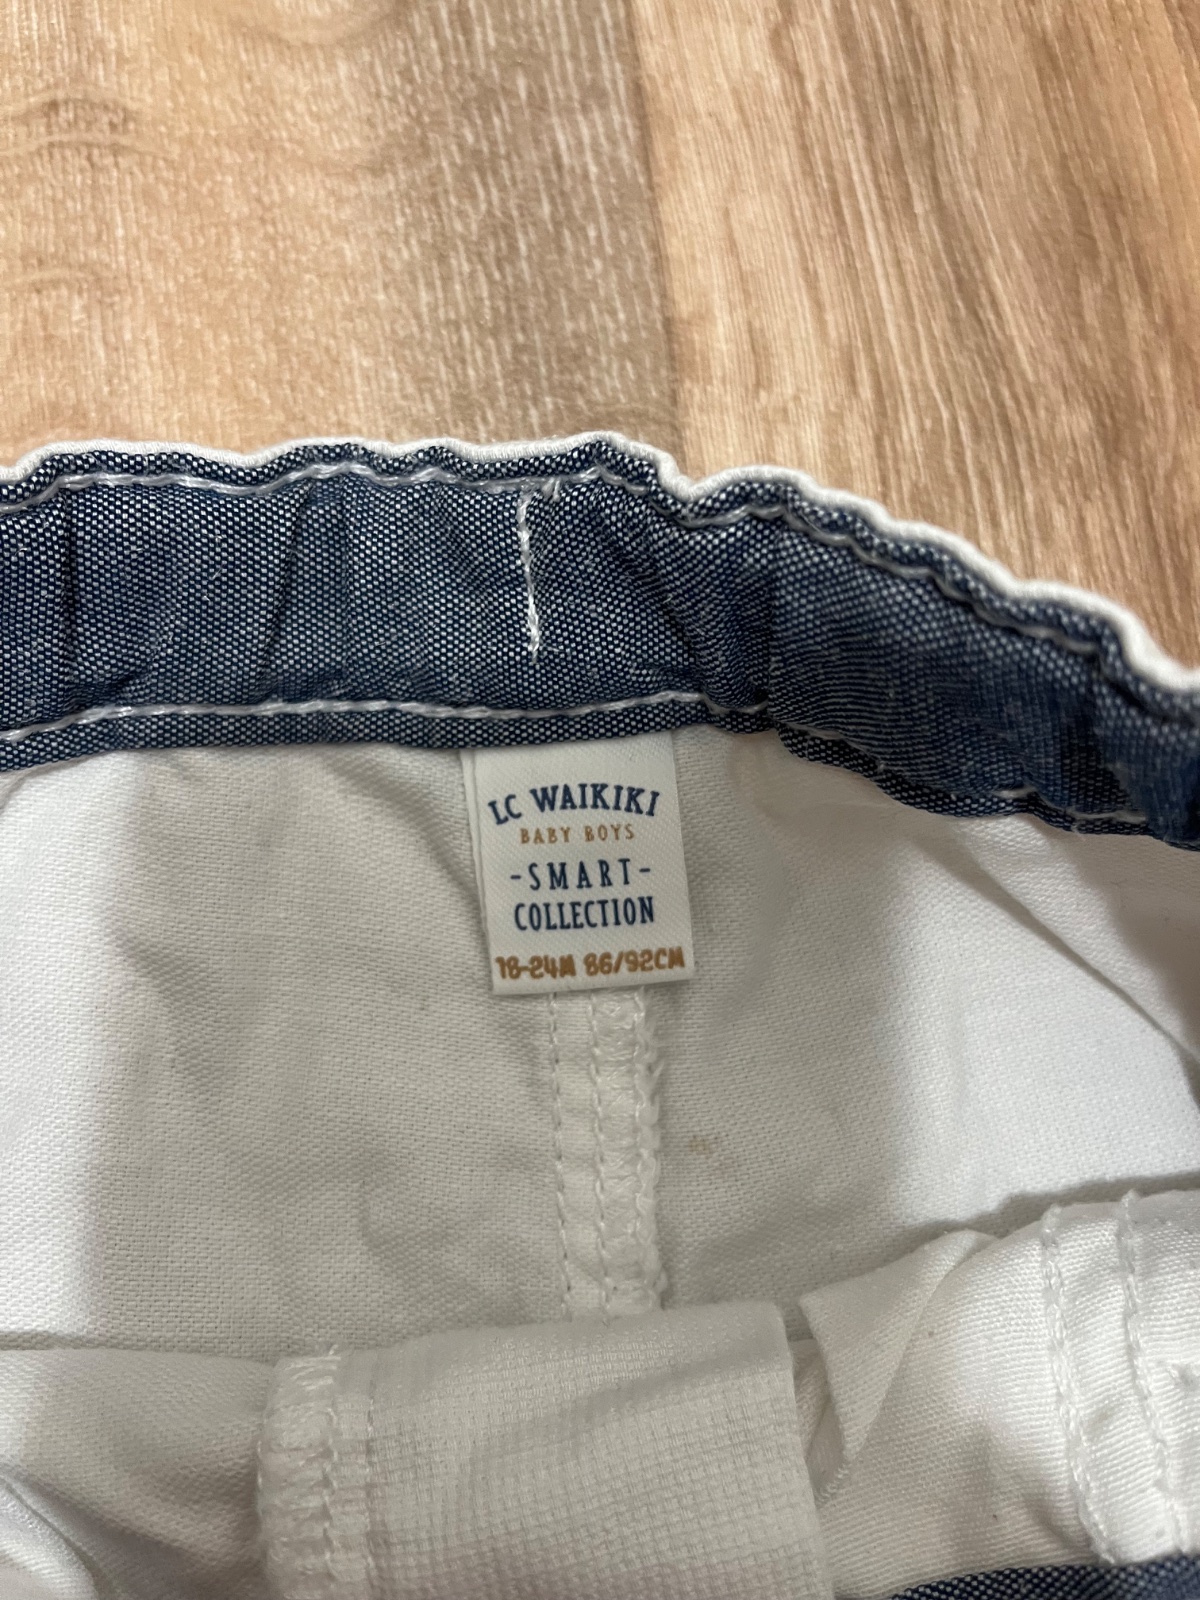 LC WAIKIKI
BABY BOYS
-SMART-
COLLECTION
18-24M 86/92CM